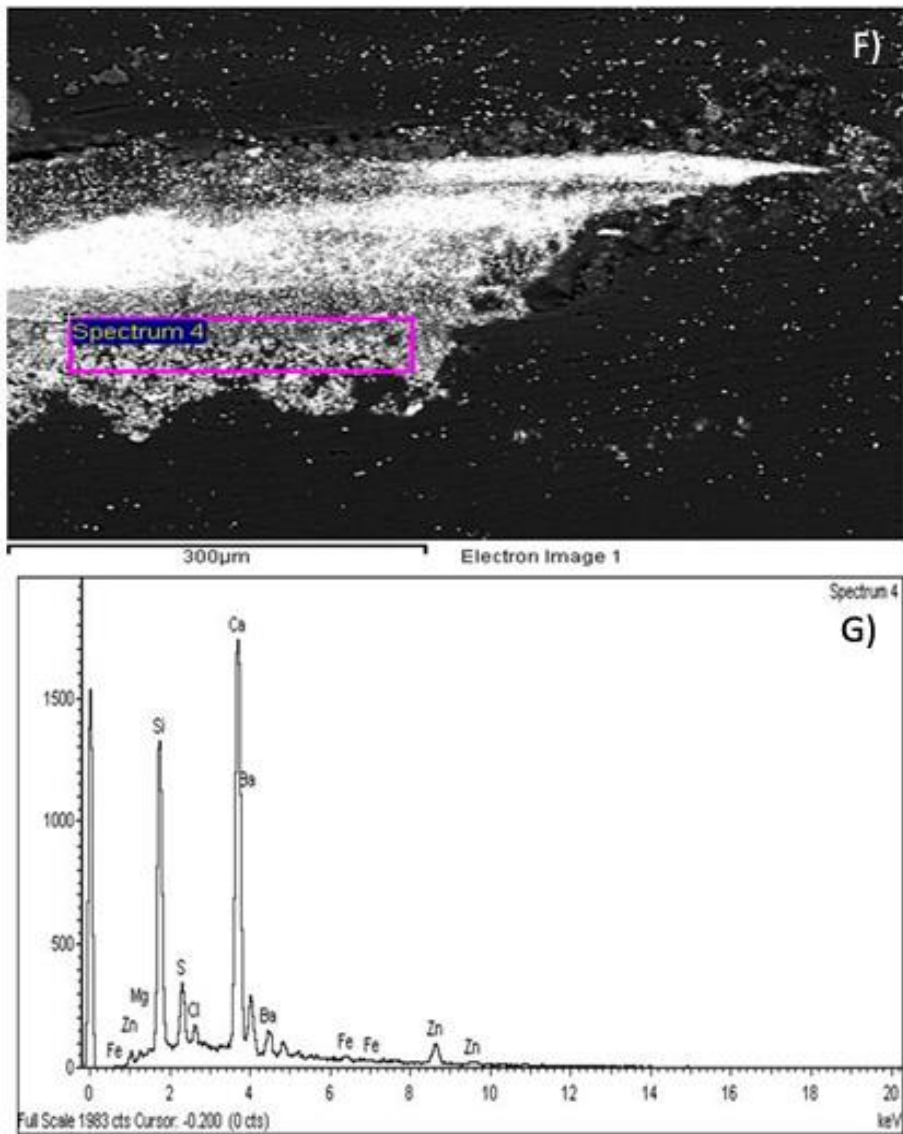 F)
Spectrum 4
300µm Electron Image 1
Spectrum 4
G)
Ca
1500
Si
Ba
1000
500
S
Mg
Cl
Zn
Ba
Fe
Fe Fe
Zn
Zn
0
0 2 4 6 8 10 12 14 16 18 20
Full Scale 1983 cts Cursor: -0.200 (0 cts) keV